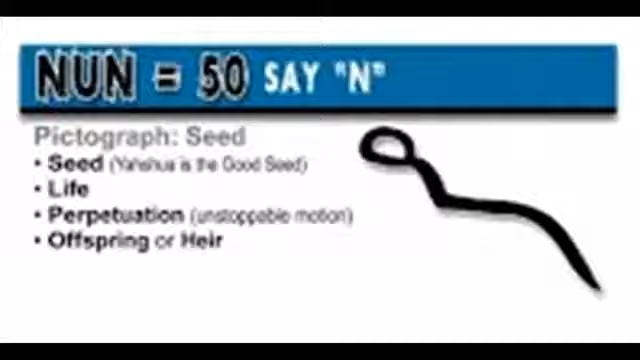 NUN = 50 SAY "N"
Pictograph: Seed
• Seed (Yahshua is the Good Seed)
• Life
• Perpetuation (unstoppable motion)
• Offspring or Heir